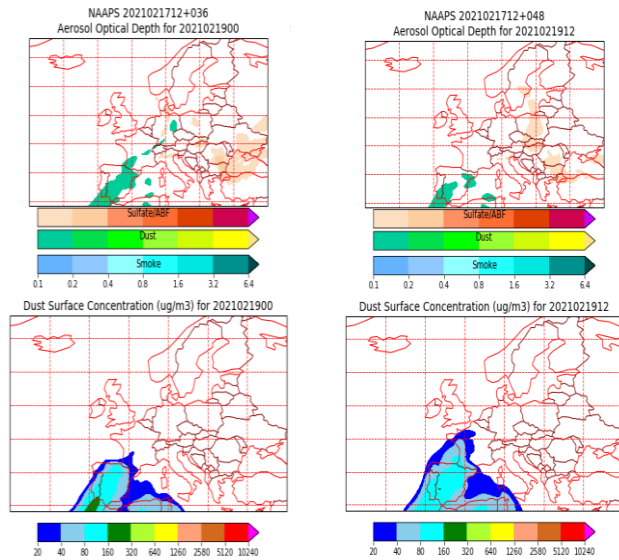 NAAPS 2021021712+036
Aerosol Optical Depth for 2021021900
Sulfate/ABF
Dust
Smoke
0.1 0.2 0.4 0.8 1.6 3.2 6.4
NAAPS 2021021712+048
Aerosol Optical Depth for 2021021912
Sulfate/ABF
Dust
Smoke
0.1 0.2 0.4 0.8 1.6 3.2 6.4
Dust Surface Concentration (ug/m3) for 2021021900
20 40 80 160 320 640 1260 2580 5120 10240
Dust Surface Concentration (ug/m3) for 2021021912
20 40 80 160 320 640 1260 2580 5120 10240